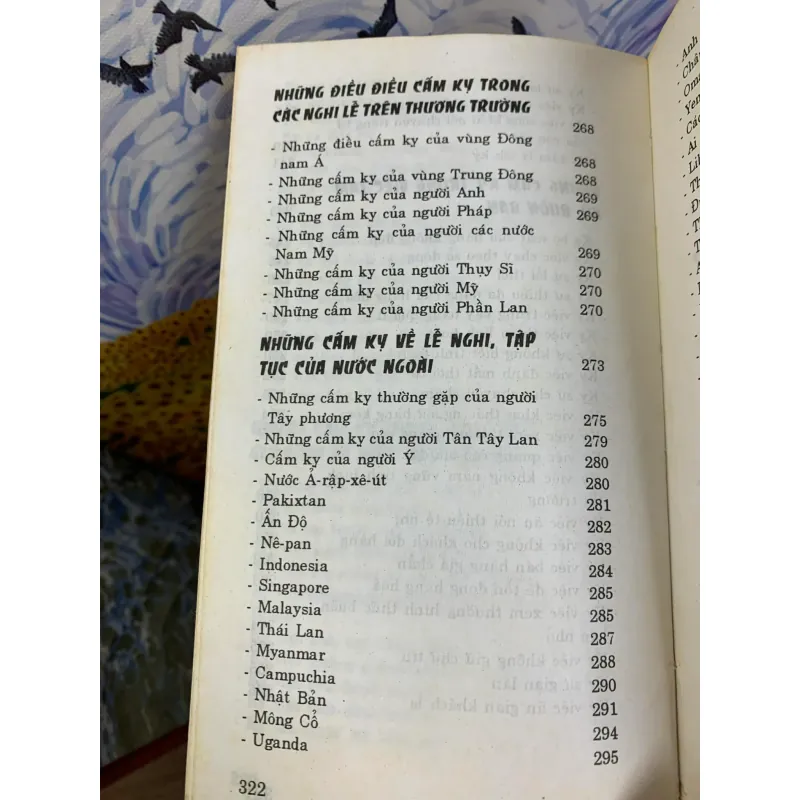 NHỮNG ĐIỀU ĐIỀU CẤM KỴ TRONG
CÁC NGHI LỄ TRÊN THƯƠNG TRƯỜNG 268
- Những điều cấm kỵ của vùng Đông
nam Á 268
- Những cấm kỵ của vùng Trung Đông 268
- Những cấm kỵ của người Anh 269
- Những cấm kỵ của người Pháp 269
- Những cấm kỵ của người các nước
Nam Mỹ 269
- Những cấm kỵ của người Thụy Sĩ 270
- Những cấm kỵ của người Mỹ 270
- Những cấm kỵ của người Phần Lan 270
NHỮNG CẤM KỴ VỀ LỄ NGHI, TẬP
TỤC CỦA NƯỚC NGOÀI 273
- Những cấm kỵ thường gặp của người
Tây phương 275
- Những cấm kỵ của người Tân Tây Lan 279
- Cấm kỵ của người Ý 280
- Nước Ả-rập-xê-út 280
- Pakixtan 281
- Ấn Độ 282
- Nê-pan 283
- Indonesia 284
- Singapore 285
- Malaysia 285
- Thái Lan 287
- Myanmar 288
- Campuchia 290
- Nhật Bản 291
- Mông Cổ 294
- Uganda 295
322
- Anh
- Châ
- Oma
- Yem
- Các
- Ai
- Lib